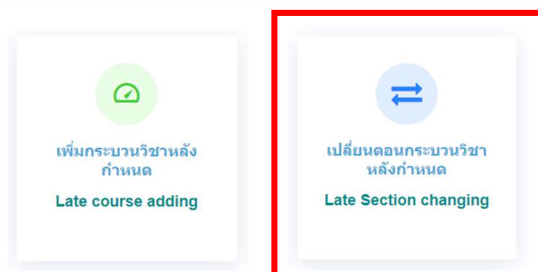 เพิ่มกระบวนวิชาหลัง
กำหนด
Late course adding
เปลี่ยนตอนกระบวนวิชา
หลังกำหนด
Late Section changing